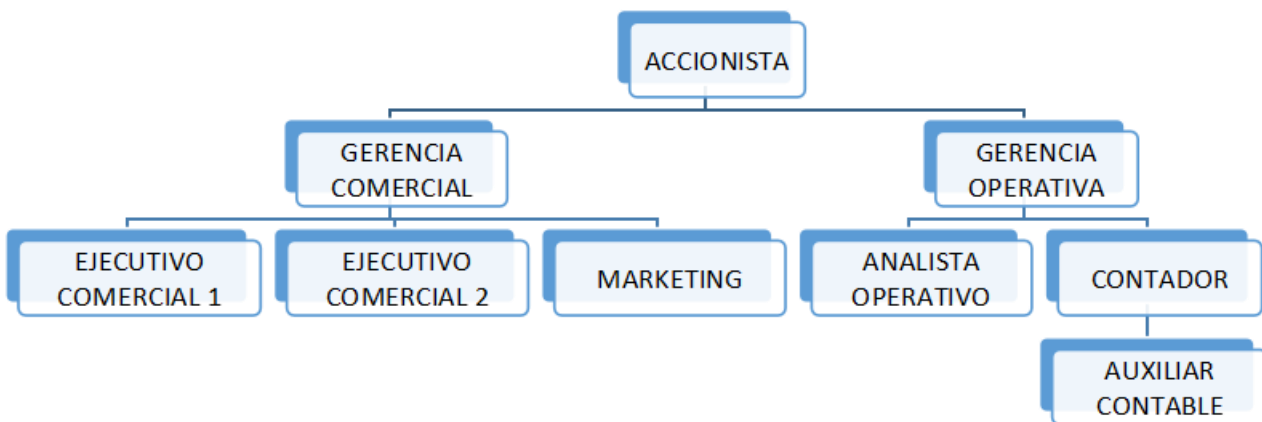 ACCIONISTA
GERENCIA
COMERCIAL
GERENCIA
OPERATIVA
EJECUTIVO
COMERCIAL 1
EJECUTIVO
COMERCIAL 2
MARKETING
ANALISTA
OPERATIVO
CONTADOR
AUXILIAR
CONTABLE